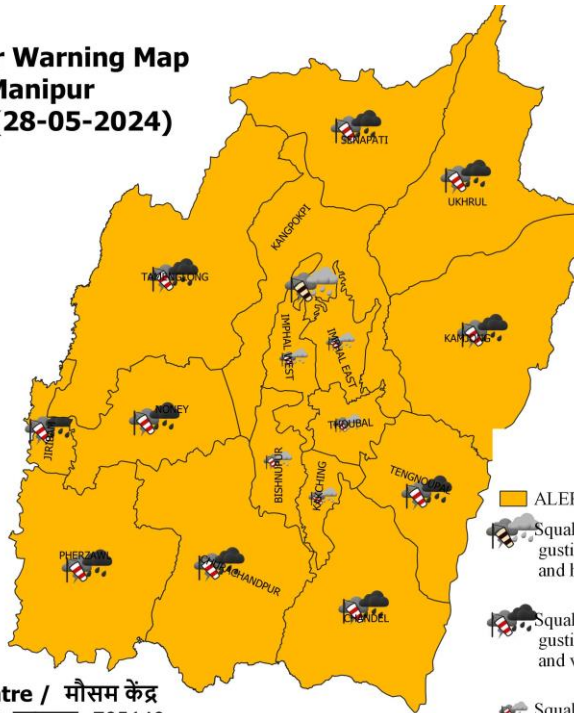 r Warning Map
Manipur
(28-05-2024)
SENAPATI
UKHRUL
KANGPOKPI
TAMENGLONG
KAMJONG
IMPHAL WEST
IMPHAL EAST
NONEY
JIRIBAM
THOUBAL
BISHNUPUR
KAKCHING
TENGNOUPAL
PHERZAWL
CHURACHANDPUR
CHANDEL
ALER
Squal
gusti
and h
Squal
gusti
and v
Squal
ntre / मौसम केंद्र